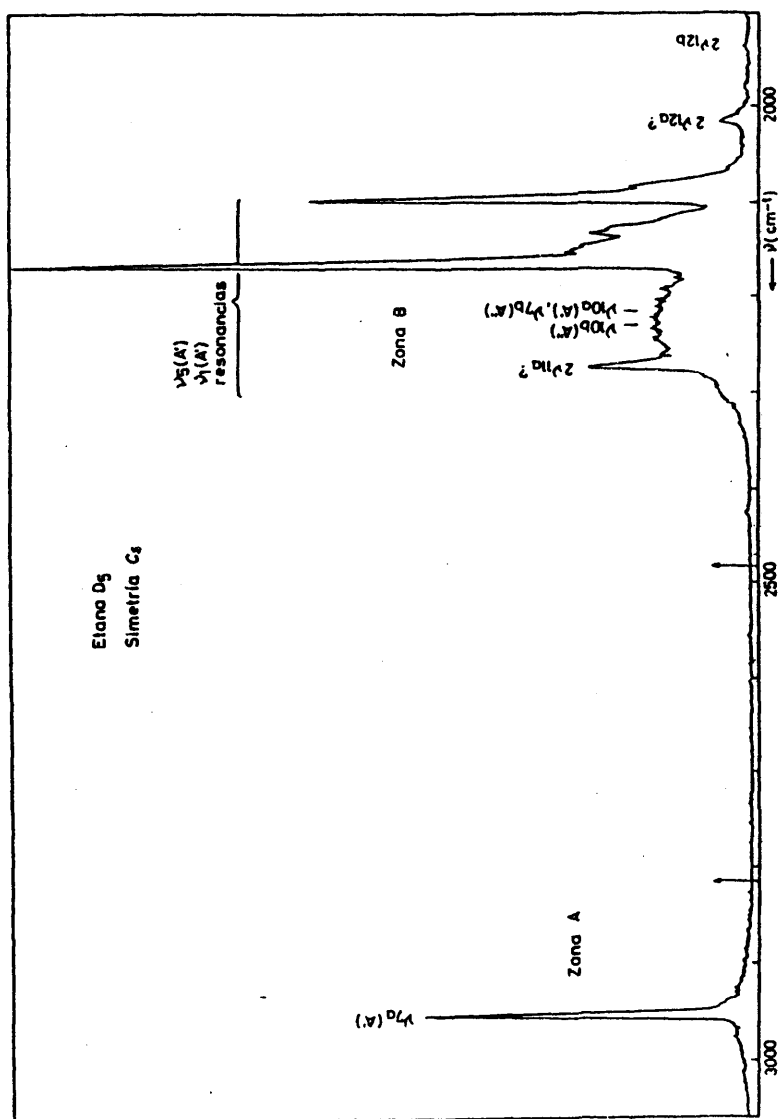 Etano D5
Simetría Cs
ν7a(A')
Zona A
Zona B
ν5(A')
ν1(A')
resonancias
2ν11a?
ν10b(A'')
ν10a(A'), ν7b(A'')
2ν12a?
2ν12b
3000
2500
2000
ν(cm⁻¹)